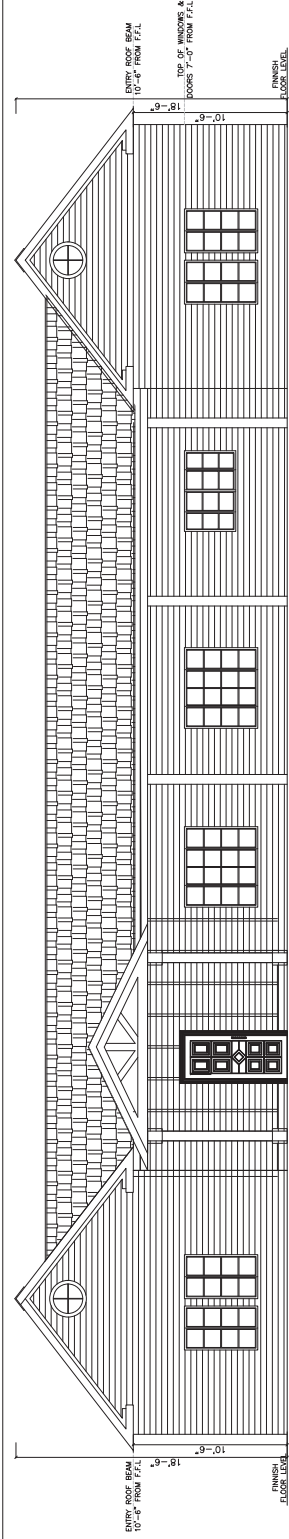 ENTRY ROOF BEAM
10'-6" FROM F.F.L
18'-6"
10'-6"
FINNISH
FLOOR LEVEL
ENTRY ROOF BEAM
10'-6" FROM F.F.L
TOP OF WINDOWS &
DOORS 7'-0" FROM F.F.L
18'-6"
10'-6"
FINNISH
FLOOR LEVEL